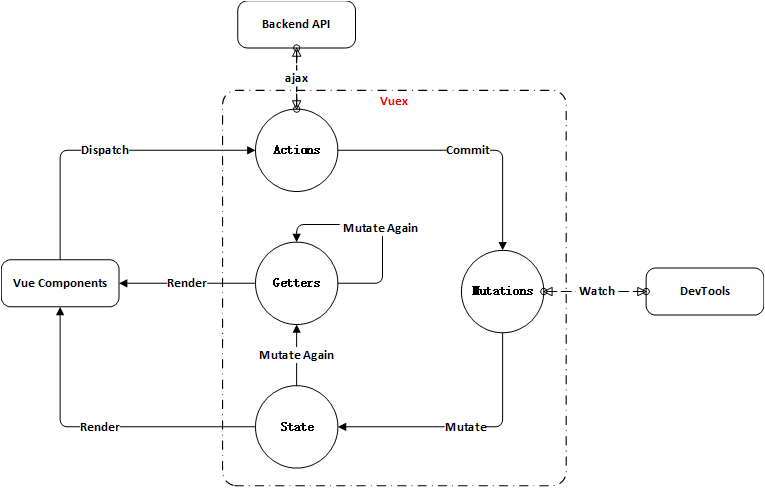 Backend API
ajax
Vuex
Dispatch
Actions
Commit
Mutate Again
Vue Components
Render
Getters
Mutations
Watch
DevTools
Mutate Again
Render
State
Mutate